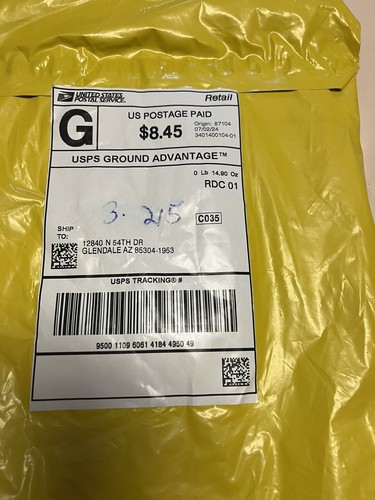 UNITED STATES
POSTAL SERVICE®
Retail
G
US POSTAGE PAID
$8.45
Origin: 87104
07/02/24
3401400104-01
USPS GROUND ADVANTAGE™
0 Lb 14.90 Oz
RDC 01
3. 215
C035
SHIP
TO:
12840 N 54TH DR
GLENDALE AZ 85304-1953
USPS TRACKING® #
9500 1109 6061 4184 4950 49